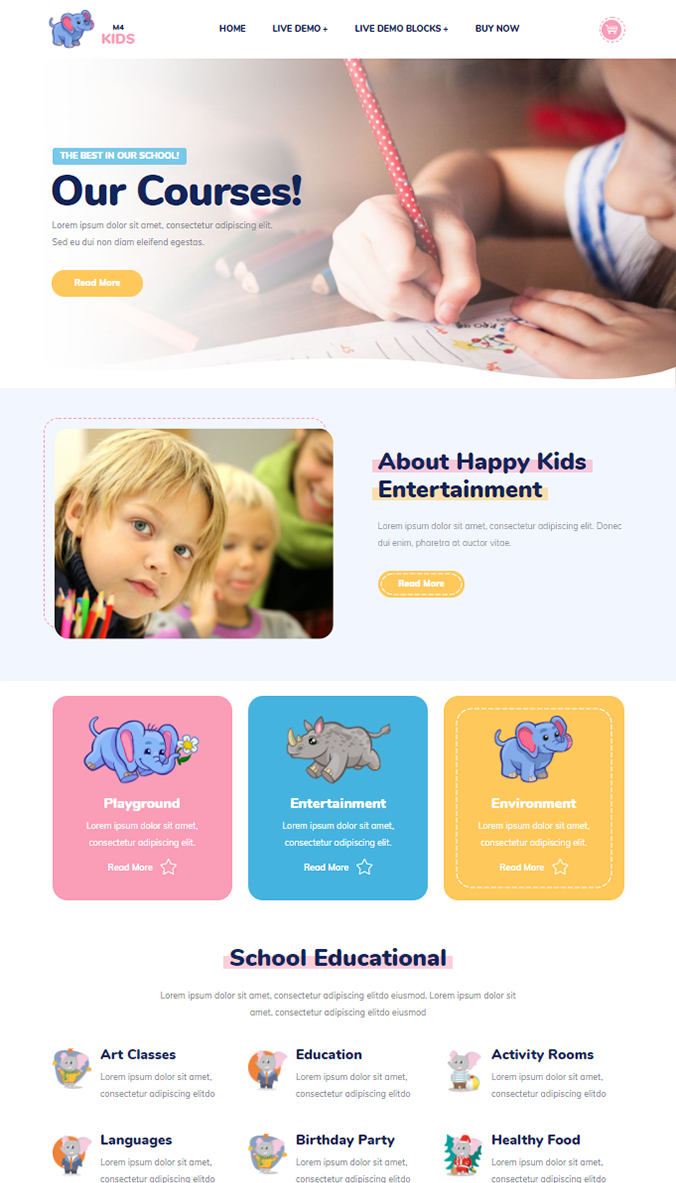 M4
KIDS
HOME LIVE DEMO + LIVE DEMO BLOCKS + BUY NOW
THE BEST IN OUR SCHOOL!
Our Courses!
Lorem ipsum dolor sit amet, consectetur adipiscing elit.
Sed eu dui non diam eleifend egestas.
Read More
About Happy Kids
Entertainment
Lorem ipsum dolor sit amet, consectetur adipiscing elit. Donec
dui enim, pharetra at auctor vitae.
Read More
Playground
Lorem ipsum dolor sit amet,
consectetur adipiscing elit.
Read More
Entertainment
Lorem ipsum dolor sit amet,
consectetur adipiscing elit.
Read More
Environment
Lorem ipsum dolor sit amet,
consectetur adipiscing elit.
Read More
School Educational
Lorem ipsum dolor sit amet, consectetur adipiscing elitdo eiusmod. Lorem ipsum dolor sit
amet, consectetur adipiscing elitdo eiusmod
Art Classes
Lorem ipsum dolor sit amet,
consectetur adipiscing elitdo
Education
Lorem ipsum dolor sit amet,
consectetur adipiscing elitdo
Activity Rooms
Lorem ipsum dolor sit amet,
consectetur adipiscing elitdo
Languages
Lorem ipsum dolor sit amet,
consectetur adipiscing elitdo
Birthday Party
Lorem ipsum dolor sit amet,
consectetur adipiscing elitdo
Healthy Food
Lorem ipsum dolor sit amet,
consectetur adipiscing elitdo